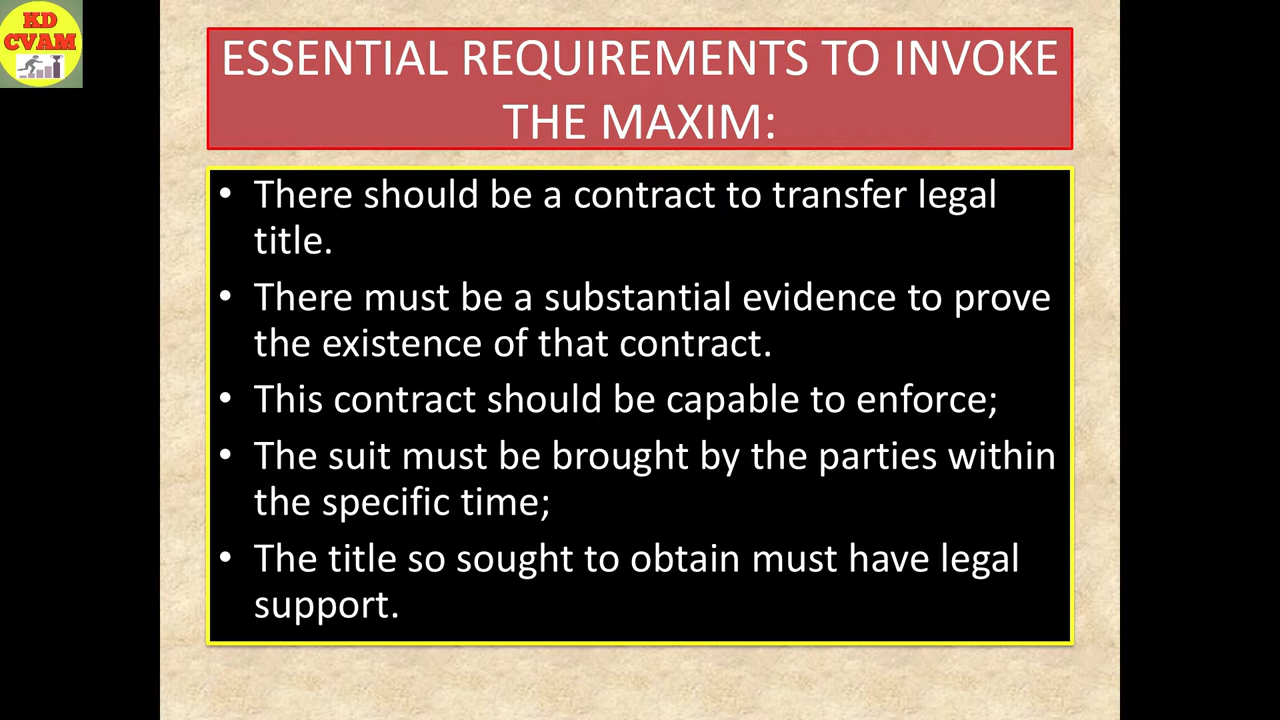 KD
CVAM
ESSENTIAL REQUIREMENTS TO INVOKE
THE MAXIM:
• There should be a contract to transfer legal
title.
• There must be a substantial evidence to prove
the existence of that contract.
• This contract should be capable to enforce;
• The suit must be brought by the parties within
the specific time;
• The title so sought to obtain must have legal
support.